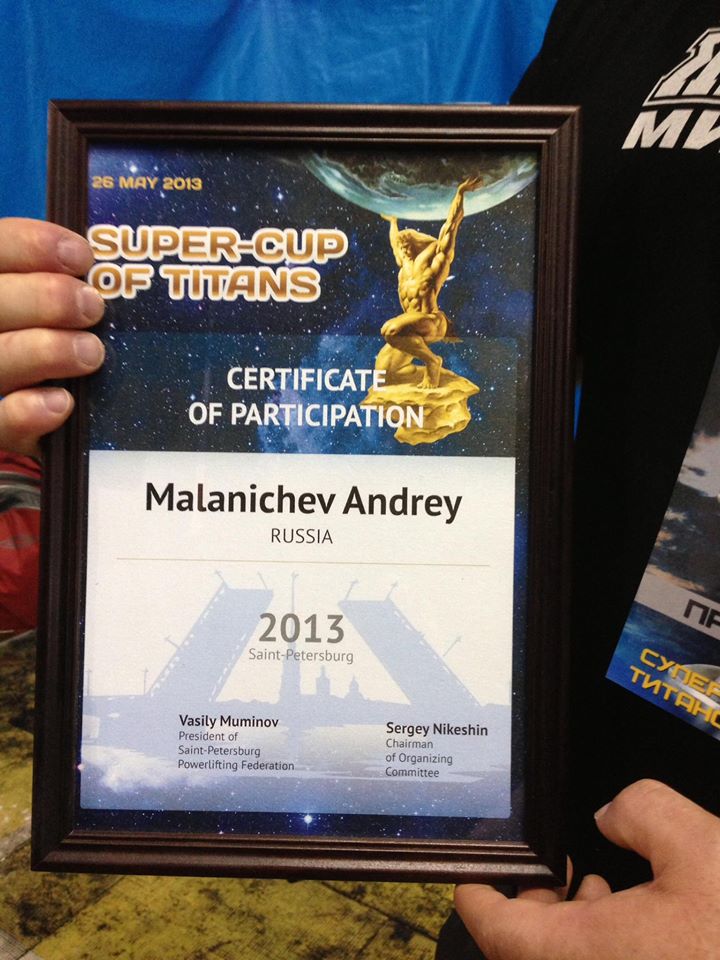 26 MAY 2013
SUPER-CUP
OF TITANS
CERTIFICATE
OF PARTICIPATION
Malanichev Andrey
RUSSIA
2013
Saint-Petersburg
Vasily Muminov
President of
Saint-Petersburg
Powerlifting Federation
Sergey Nikeshin
Chairman
of Organizing
Committee